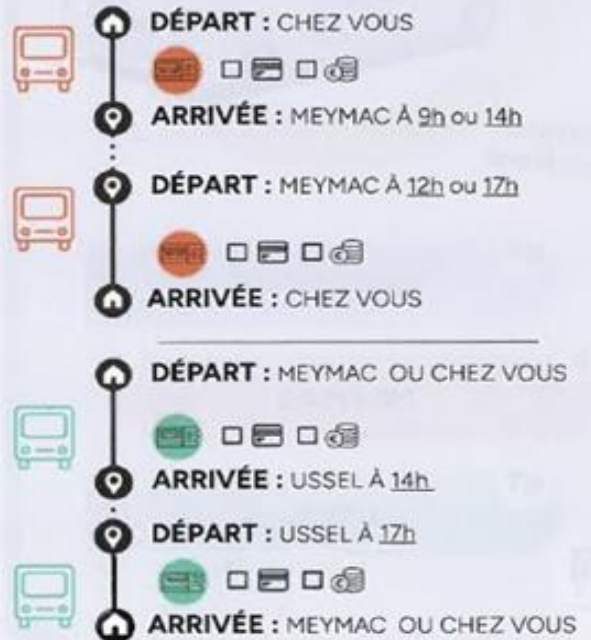 DÉPART : CHEZ VOUS
ARRIVÉE : MEYMAC À 9h ou 14h
DÉPART : MEYMAC À 12h ou 17h
ARRIVÉE : CHEZ VOUS
DÉPART : MEYMAC OU CHEZ VOUS
ARRIVÉE : USSEL À 14h
DÉPART : USSEL À 17h
ARRIVÉE : MEYMAC OU CHEZ VOUS